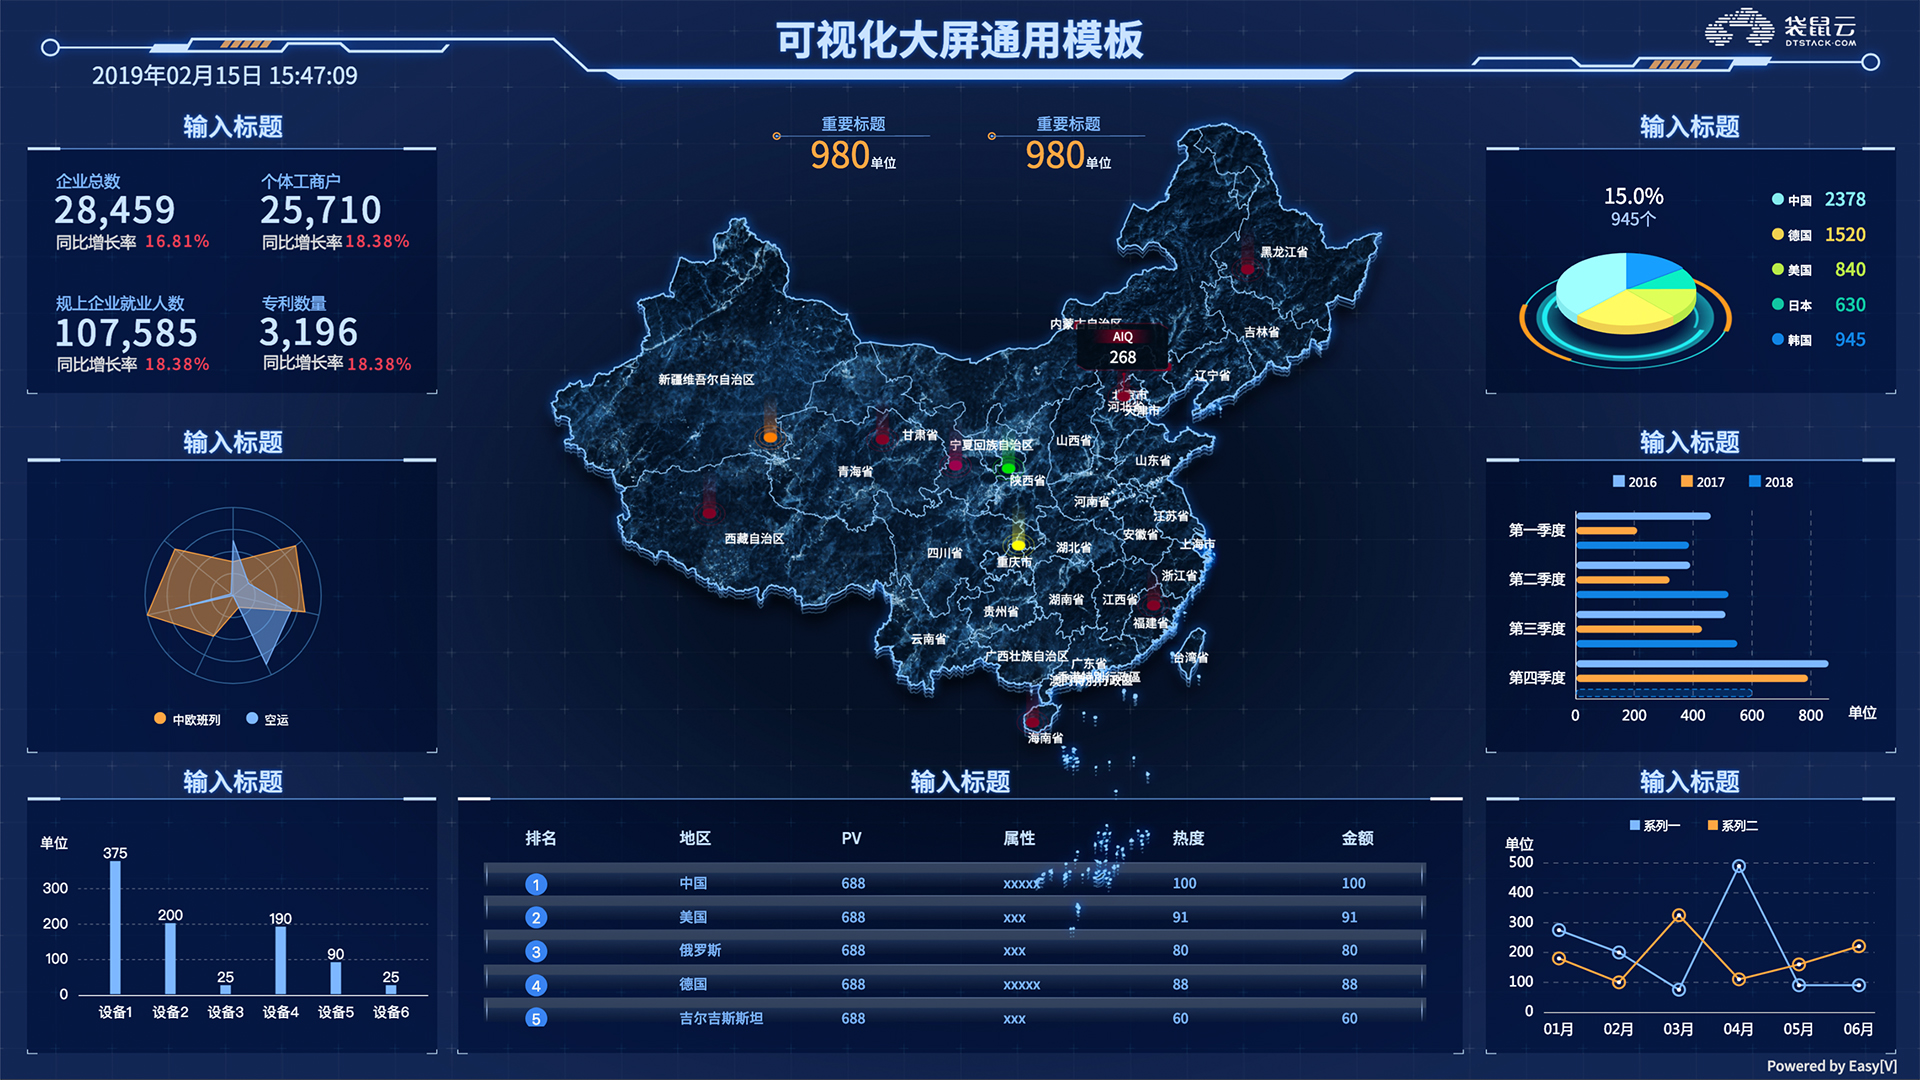 可视化大屏通用模板
袋鼠云
DTSTACK.COM
2019年02月15日 15:47:09
输入标题
企业总数
28,459
同比增长率 16.81%
个体工商户
25,710
同比增长率 18.38%
规上企业就业人数
107,585
同比增长率 18.38%
专利数量
3,196
同比增长率 18.38%
输入标题
中欧班列
空运
输入标题
单位
375
300
200
190
200
100
90
25
25
0
设备1 设备2 设备3 设备4 设备5 设备6
重要标题
980单位
重要标题
980单位
黑龙江省
内蒙古自治区
吉林省
AIQ
268
辽宁省
新疆维吾尔自治区
北京市
河北省
天津市
甘肃省
宁夏回族自治区
山西省
山东省
青海省
陕西省
河南省
江苏省
西藏自治区
安徽省
上海市
四川省
湖北省
重庆市
浙江省
湖南省
江西省
贵州省
福建省
云南省
广西壮族自治区
广东省
台湾省
香港特别行政區
澳门特別行政區
海南省
输入标题
排名 地区 PV 属性 热度 金额
1 中国 688 xxxxx 100 100
2 美国 688 xxx 91 91
3 俄罗斯 688 xxx 80 80
4 德国 688 xxxxx 88 88
5 吉尔吉斯斯坦 688 xxx 60 60
输入标题
15.0%
945个
中国 2378
德国 1520
美国 840
日本 630
韩国 945
输入标题
2016 2017 2018
第一季度
第二季度
第三季度
第四季度
0 200 400 600 800 单位
输入标题
系列一 系列二
单位
500
400
300
200
100
0
01月 02月 03月 04月 05月 06月
Powered by Easy[V]